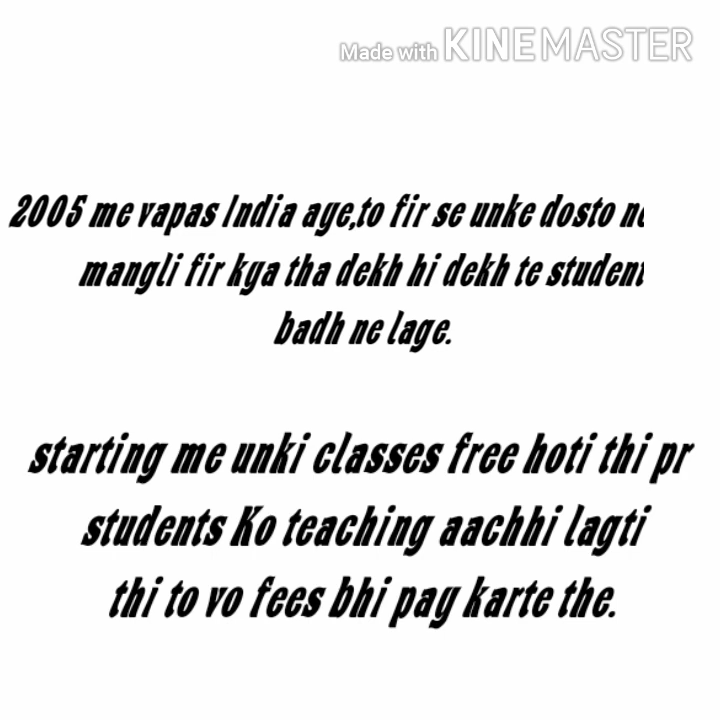 Made with KINEMASTER
2005 me vapas India aye,to fir se unke dosto
mangli fir kya tha dekh hi dekh te
badh ne lage.
starting me unki classes free hoti thi pr
students Ko teaching aachhi lagti
thi to vo fees bhi pay karte the.